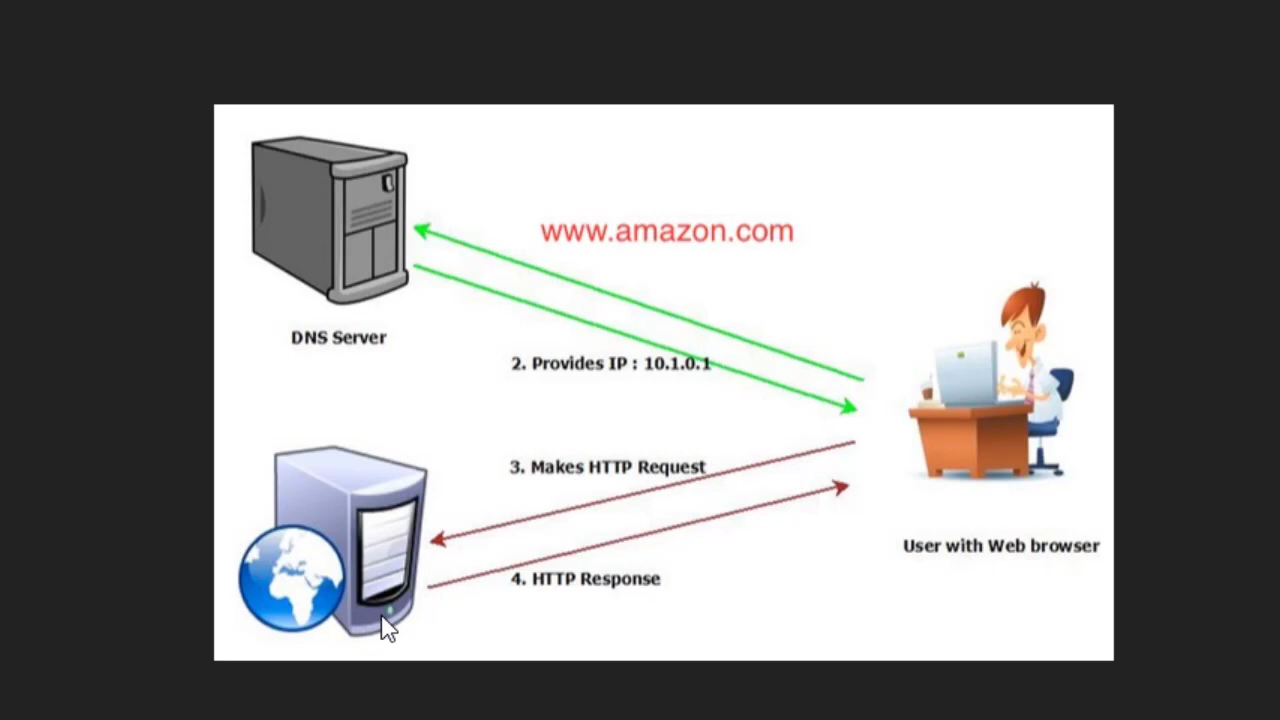 www.amazon.com
DNS Server
2. Provides IP : 10.1.0.1
3. Makes HTTP Request
User with Web browser
4. HTTP Response